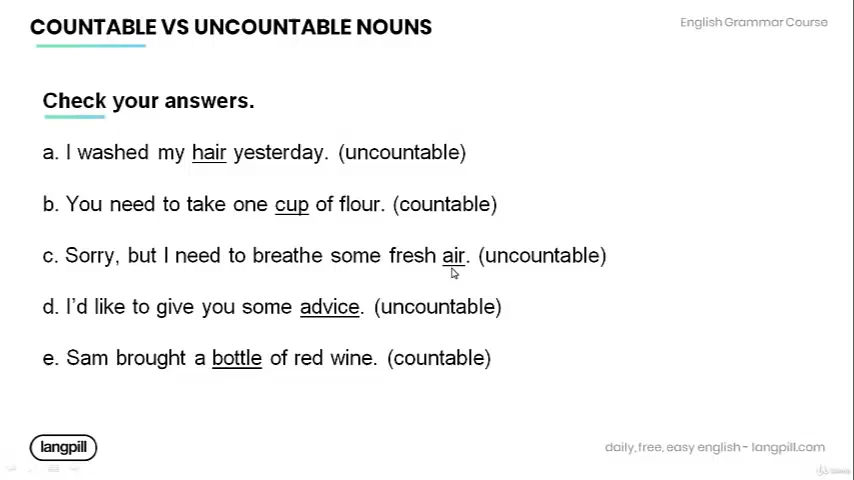 COUNTABLE VS UNCOUNTABLE NOUNS
English Grammar Course
Check your answers.
a. I washed my hair yesterday. (uncountable)
b. You need to take one cup of flour. (countable)
c. Sorry, but I need to breathe some fresh air. (uncountable)
d. I'd like to give you some advice. (uncountable)
e. Sam brought a bottle of red wine. (countable)
langpill
daily, free, easy english - langpill.com